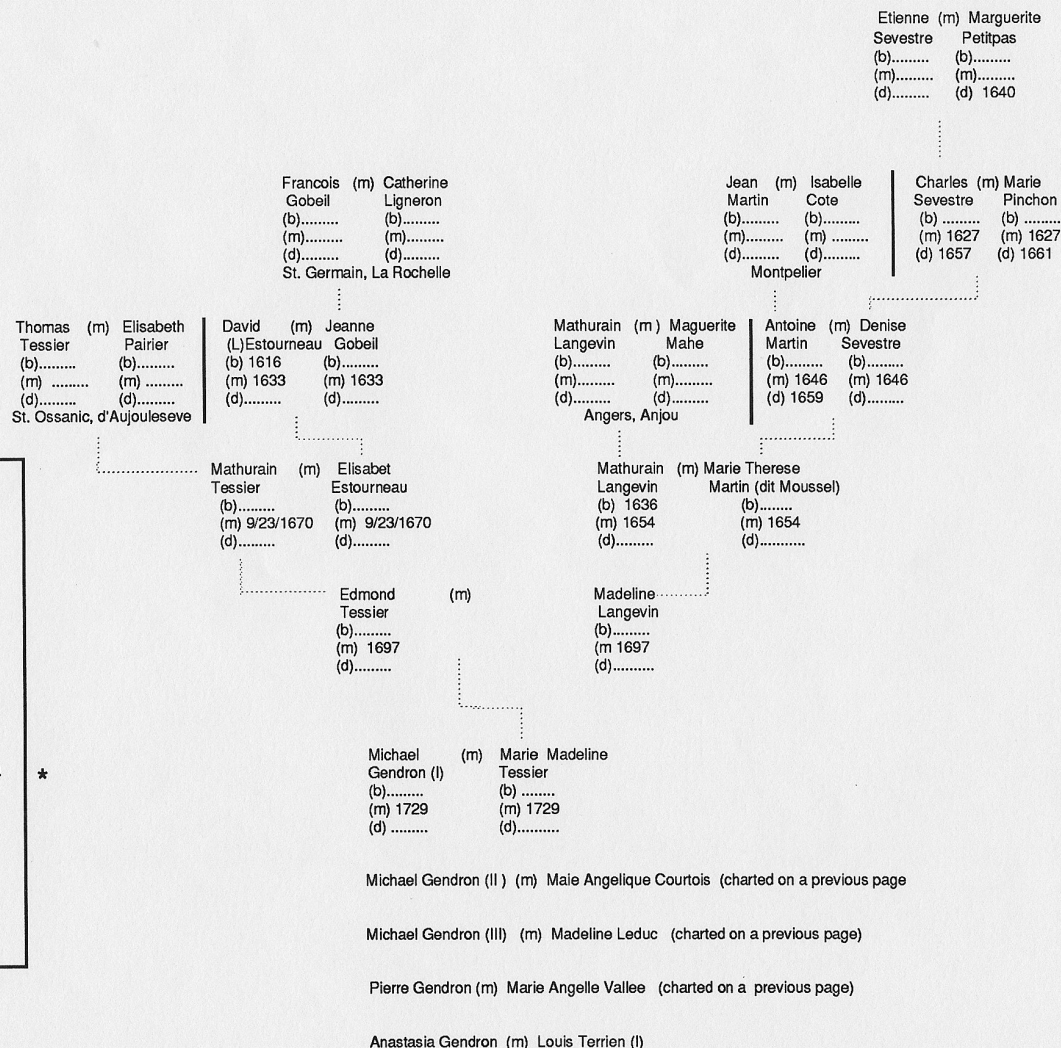 Etienne (m) Marguerite
Sevestre Petitpas
(b)......... (b).........
(m)......... (m).........
(d)......... (d) 1640
Francois (m) Catherine
Gobeil Ligneron
(b)......... (b).........
(m)......... (m).........
(d)......... (d).........
St. Germain, La Rochelle
Jean (m) Isabelle
Martin Cote
(b)......... (b).........
(m)......... (m) .........
(d)......... (d).........
Montpelier
Charles (m) Marie
Sevestre Pinchon
(b) ......... (b) .........
(m) 1627 (m) 1627
(d) 1657 (d) 1661
Thomas (m) Elisabeth
Tessier Pairier
(b)......... (b).........
(m) ......... (m) .........
(d)......... (d).........
St. Ossanic, d'Aujouleseve
David (m) Jeanne
(L)Estourneau Gobeil
(b) 1616 (b).........
(m) 1633 (m) 1633
(d)......... (d).........
Mathurain (m ) Maguerite
Langevin Mahe
(b)......... (b).........
(m)......... (m).........
(d)......... (d).........
Angers, Anjou
Antoine (m) Denise
Martin Sevestre
(b)......... (b).........
(m) 1646 (m) 1646
(d) 1659 (d).........
Mathurain (m) Elisabet
Tessier Estourneau
(b)......... (b).........
(m) 9/23/1670 (m) 9/23/1670
(d)......... (d).........
Mathurain (m) Marie Therese
Langevin Martin (dit Moussel)
(b) 1636 (b)........
(m) 1654 (m) 1654
(d)......... (d)...........
Edmond (m) Madeline
Tessier Langevin
(b)......... (b).........
(m) 1697 (m 1697
(d)......... (d).........
Michael (m) Marie Madeline
Gendron (I) Tessier
(b)......... (b) ........
(m) 1729 (m) 1729
(d) ......... (d)..........
*
Michael Gendron (II ) (m) Maie Angelique Courtois (charted on a previous page
Michael Gendron (III) (m) Madeline Leduc (charted on a previous page)
Pierre Gendron (m) Marie Angelle Vallee (charted on a previous page)
Anastasia Gendron (m) Louis Terrien (I)